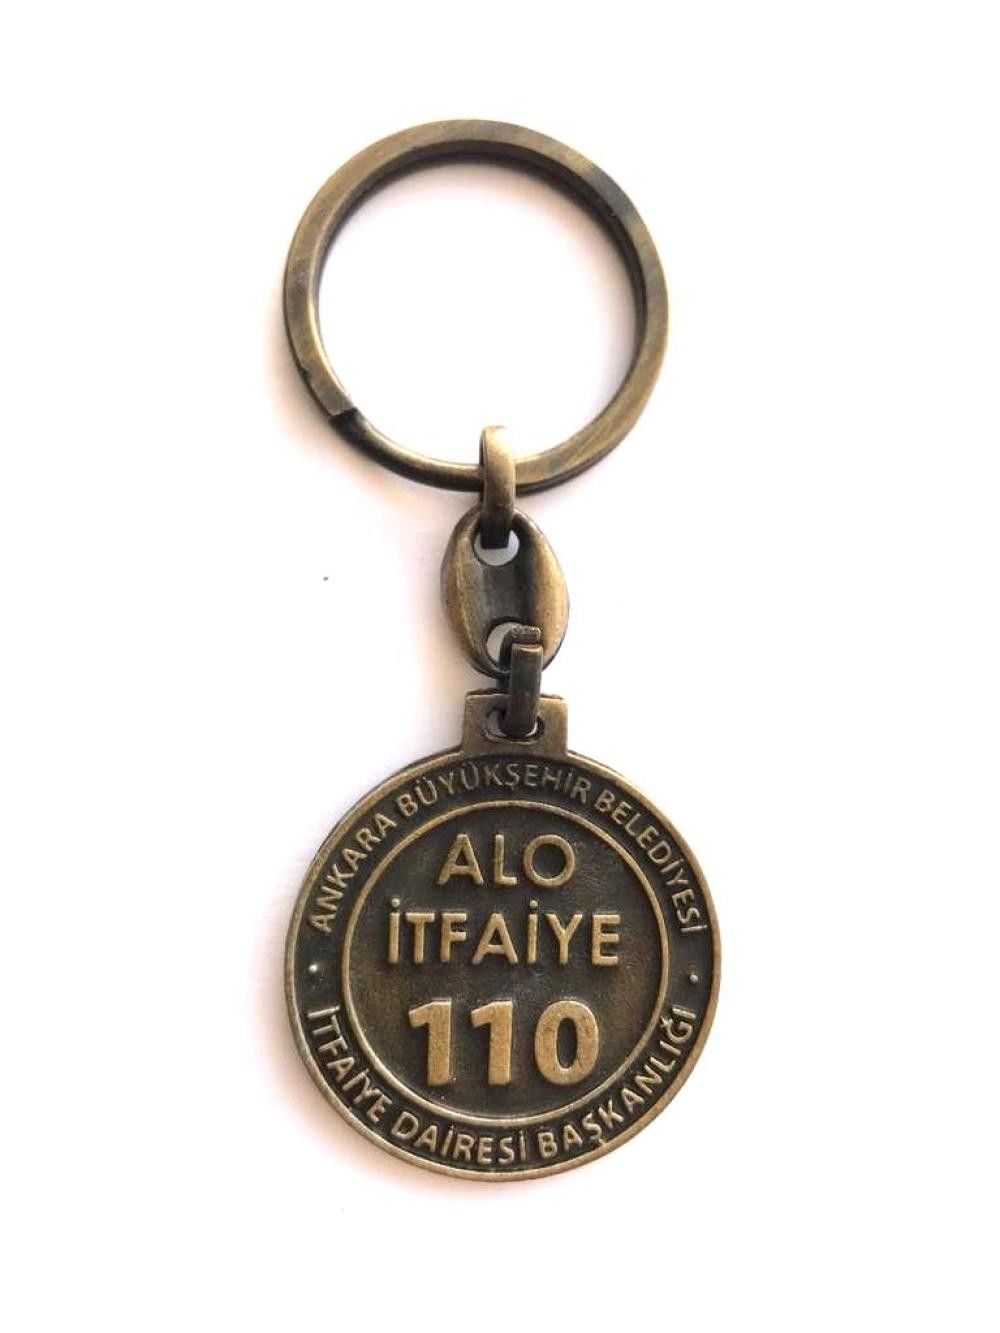 ANKARA BÜYÜKŞEHİR BELEDİYESİ
ALO
İTFAİYE
110
İTFAİYE DAİRESİ BAŞKANLIĞI